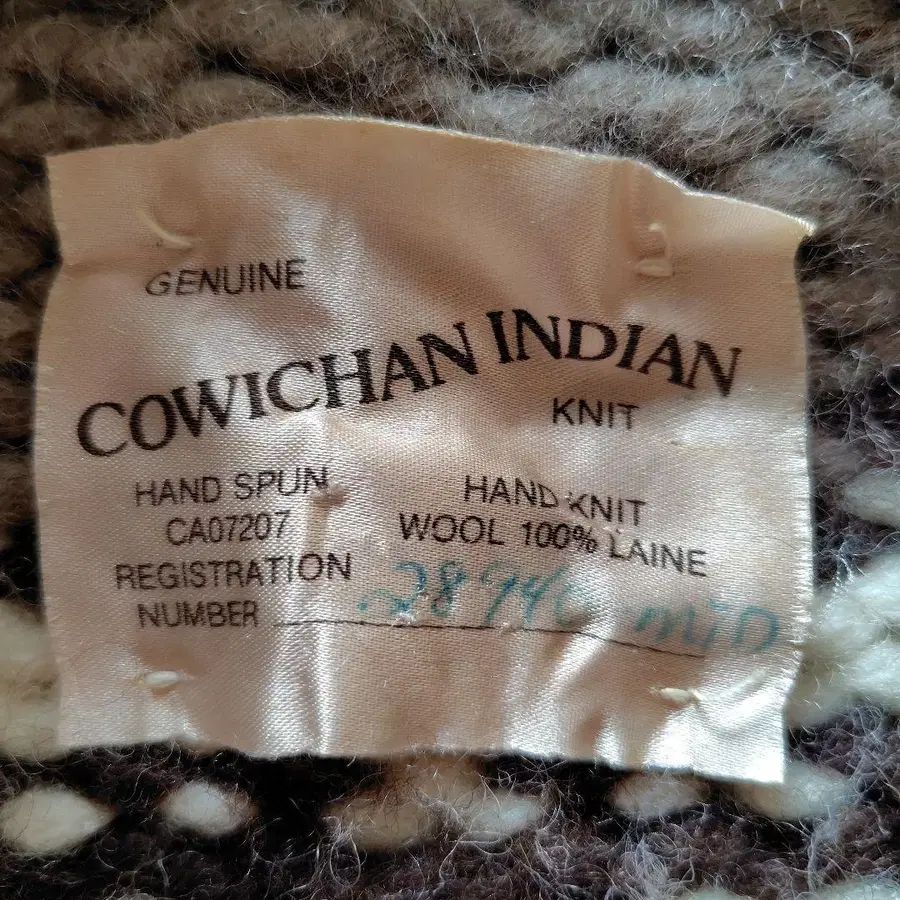 GENUINE
COWICHAN INDIAN
KNIT
HAND SPUN
CA07207
REGISTRATION
NUMBER
HAND KNIT
WOOL 100% LAINE